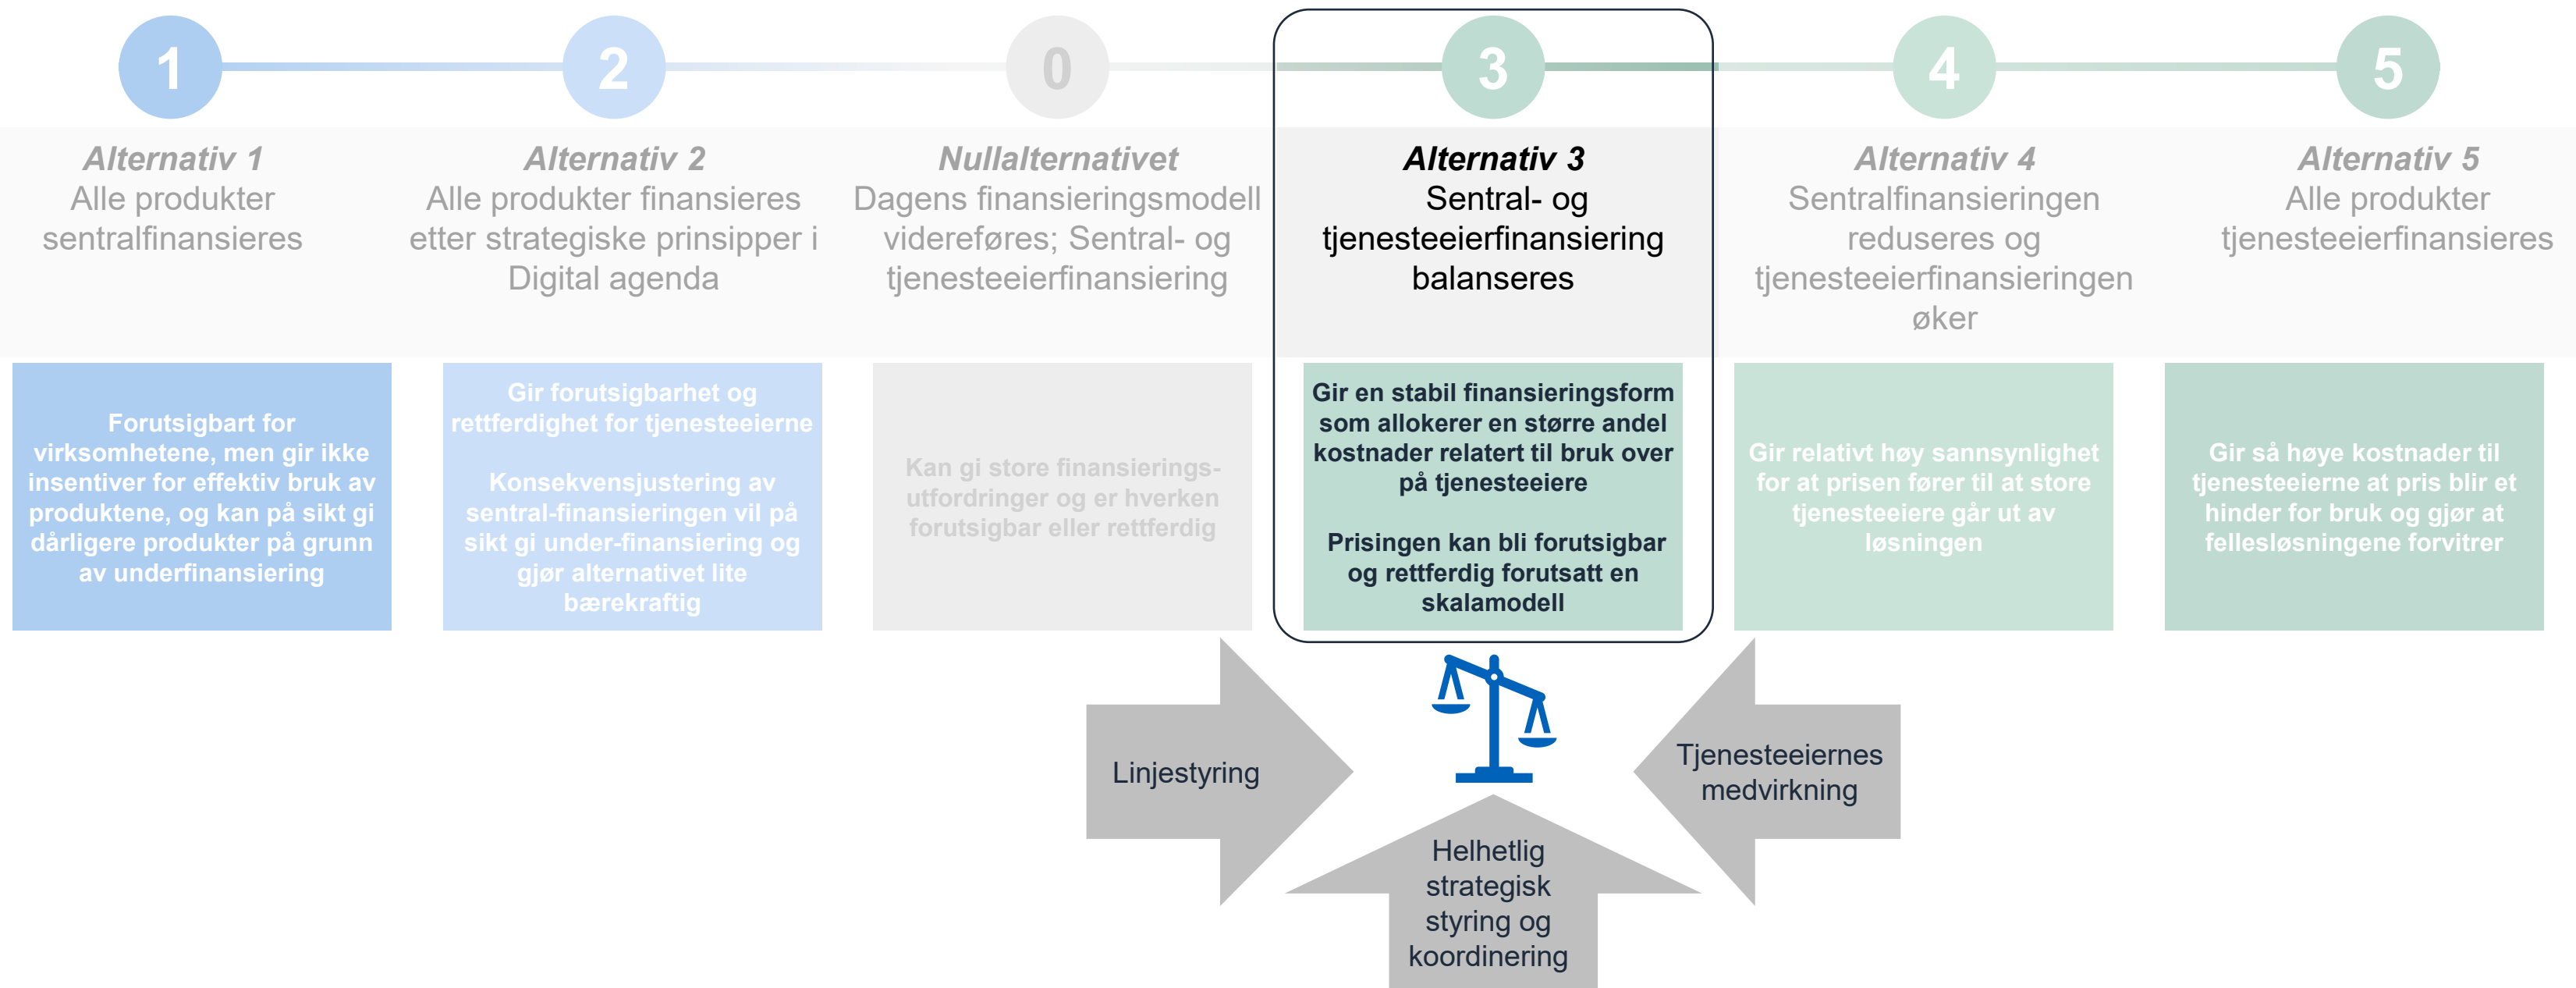 1
2
0
3
4
5
Alternativ 1
Alle produkter
sentralfinansieres
Alternativ 2
Alle produkter finansieres
etter strategiske prinsipper i
Digital agenda
Nullalternativet
Dagens finansieringsmodell
videreføres; Sentral- og
tjenesteeierfinansiering
Alternativ 3
Sentral- og
tjenesteeierfinansiering
balanseres
Alternativ 4
Sentralfinansieringen
reduseres og
tjenesteeierfinansieringen
øker
Alternativ 5
Alle produkter
tjenesteeierfinansieres
Forutsigbart for
virksomhetene, men gir ikke
insentiver for effektiv bruk av
produktene, og kan på sikt gi
dårligere produkter på grunn
av underfinansiering
Gir forutsigbarhet og
rettferdighet for tjenesteeierne
Konsekvensjustering av
sentral-finansieringen vil på
sikt gi under-finansiering og
gjør alternativet lite
bærekraftig
Kan gi store finansierings-
utfordringer og er hverken
forutsigbar eller rettferdig
Gir en stabil finansieringsform
som allokerer en større andel
kostnader relatert til bruk over
på tjenesteeiere
Prisingen kan bli forutsigbar
og rettferdig forutsatt en
skalamodell
Gir relativt høy sannsynlighet
for at prisen fører til at store
tjenesteeiere går ut av
løsningen
Gir så høye kostnader til
tjenesteeierne at pris blir et
hinder for bruk og gjør at
fellesløsningene forvitrer
Linjestyring
Tjenesteeiernes
medvirkning
Helhetlig
strategisk
styring og
koordinering